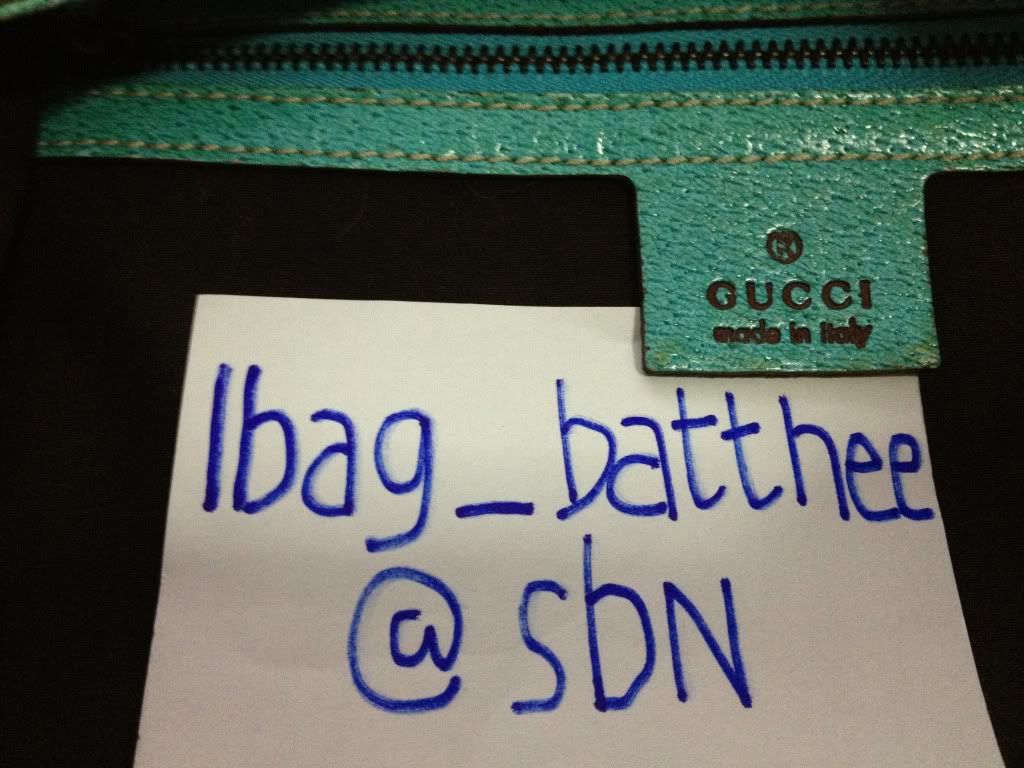 ®
GUCCI
made in italy
lbag_batthee
@ sbN